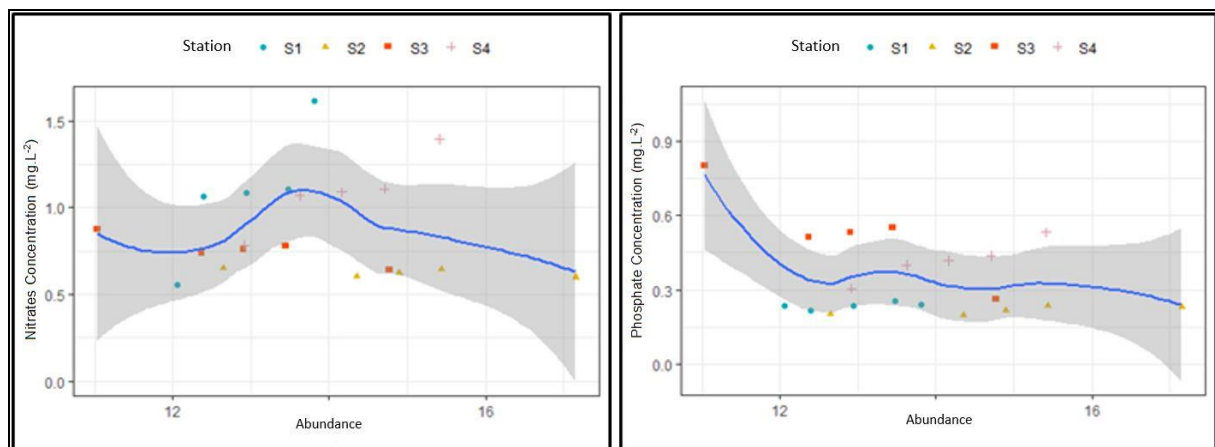 Station S1 S2 S3 S4
Nitrates Concentration (mg.L-2)
1.5
1.0
0.5
0.0
12 16
Abundance
Station S1 S2 S3 S4
Phosphate Concentration (mg.L-2)
0.9
0.6
0.3
0.0
12 16
Abundance